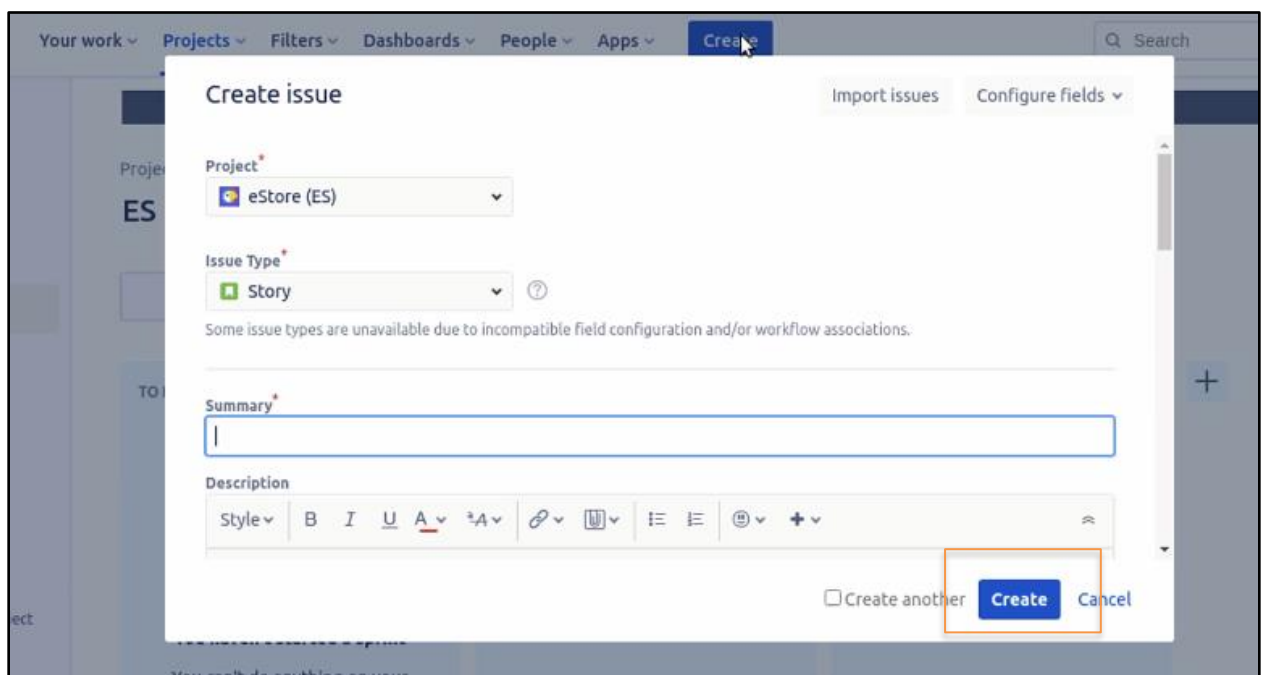 Your work Projects Filters Dashboards People Apps Create Search
Create issue Import issues Configure fields
Project*
ES
eStore (ES)
Issue Type*
Story
Some issue types are unavailable due to incompatible field configuration and/or workflow associations.
TO
Summary*
Description
Style B I U A A
Create another Create Cancel
ect